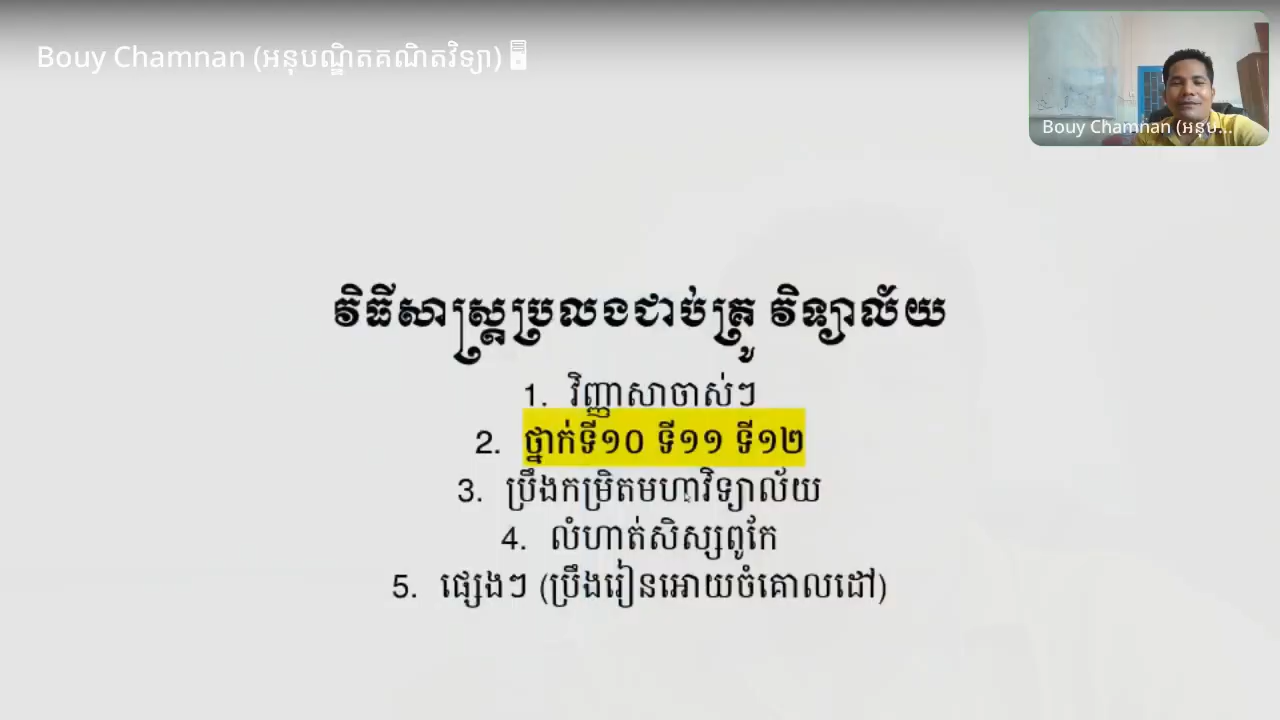 Bouy Chamnan (អនុបណ្ឌិតគណិតវិទ្យា)
Bouy Chamnan (អនុប...
វិធីសាស្ត្រប្រលងជាប់គ្រូ វិទ្យាល័យ
1. វិញ្ញាសាចាស់ៗ
2. ថ្នាក់ទី១០ ទី១១ ទី១២
3. ប្រឹងកម្រិតមហាវិទ្យាល័យ
4. លំហាត់សិស្សពូកែ
5. ផ្សេងៗ (ប្រឹងរៀនអោយចំគោលដៅ)